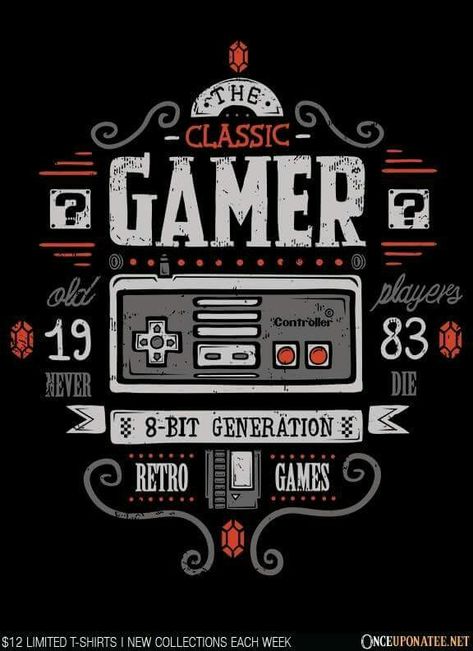 THE
CLASSIC
GAMER
? ?
old players
Controller ®
19 83
NEVER DIE
8-BIT GENERATION
RETRO GAMES
$12 LIMITED T-SHIRTS | NEW COLLECTIONS EACH WEEK
ONCEUPONATEE.NET